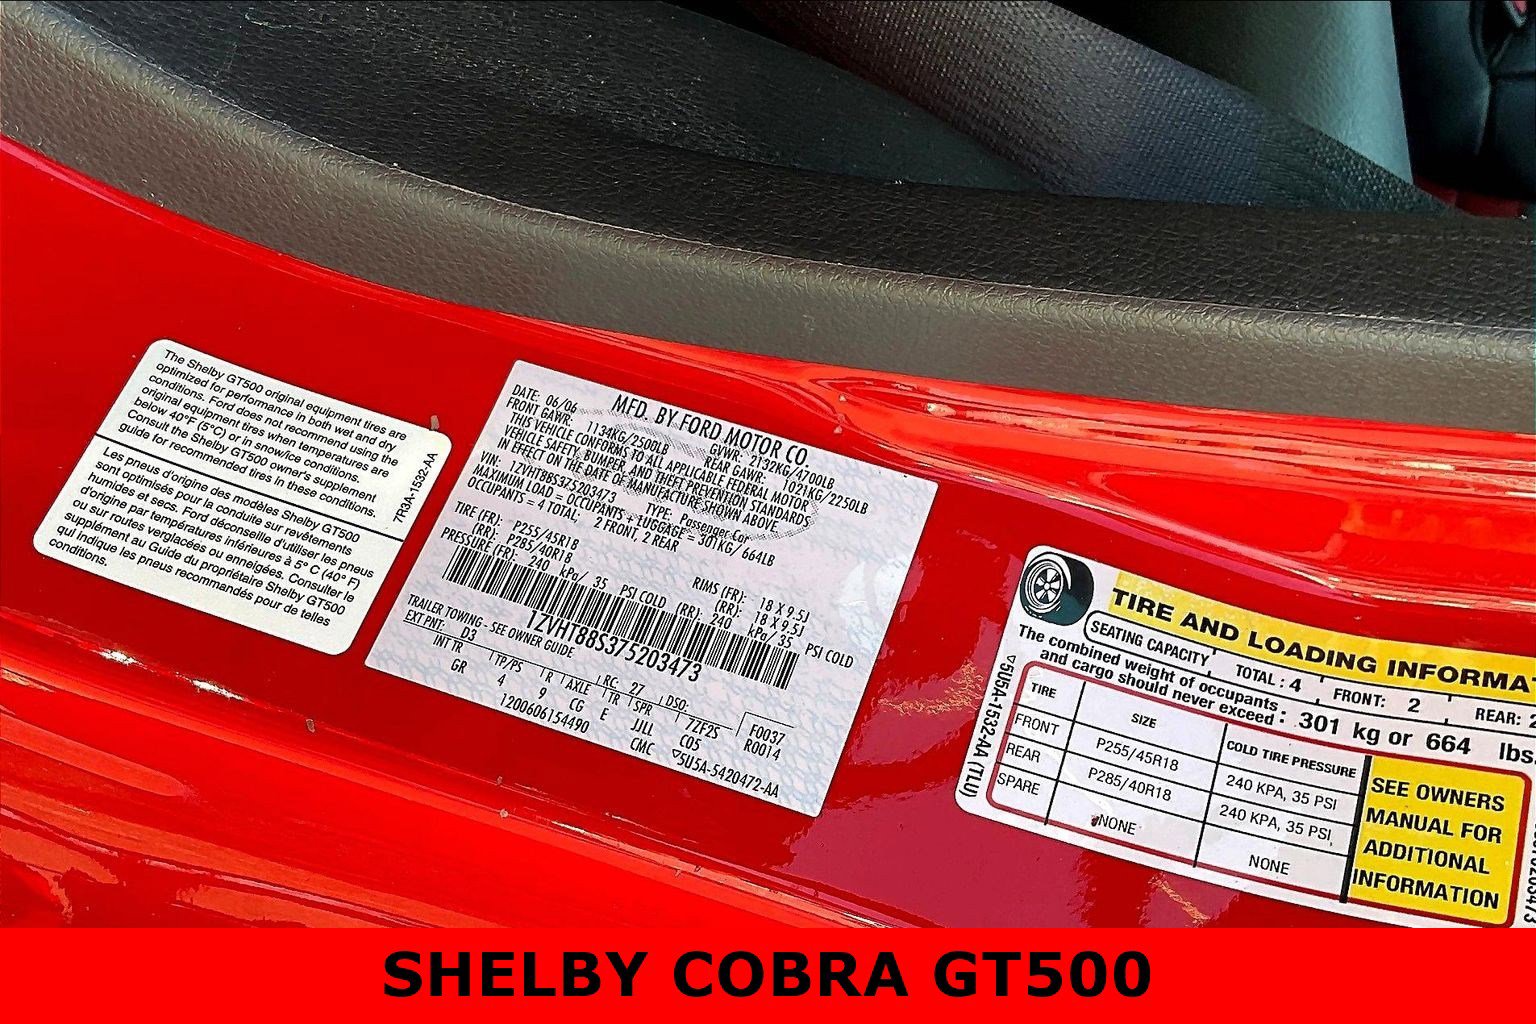 The Shelby GT500 original equipment tires are
optimized for performance in both wet and dry
conditions. Ford does not recommend using the
original equipment tires when temperatures are
below 40°F (5°C) or in snow/ice conditions.
Consult the Shelby GT500 owner's supplement
guide for recommended tires in these conditions.
Les pneus d'origine des modèles Shelby GT500
sont optimisés pour la conduite sur revêtements
humides et secs. Ford déconseille d'utiliser les pneus
d'origine par températures inférieures à 5° C (40° F)
ou sur routes verglacées ou enneigées. Consulter le
supplément au Guide du propriétaire Shelby GT500
qui indique les pneus recommandés pour de telles
conditions.
7R3A-1532-AA
MFD. BY FORD MOTOR CO.
DATE: 06/06 GVWR: 2132KG/4700LB
FRONT GAWR: 1134KG/2500LB REAR GAWR: 1021KG/2250LB
THIS VEHICLE CONFORMS TO ALL APPLICABLE FEDERAL MOTOR
VEHICLE SAFETY, BUMPER, AND THEFT PREVENTION STANDARDS
IN EFFECT ON THE DATE OF MANUFACTURE SHOWN ABOVE.
VIN: 1ZVHT88S375203473 TYPE: Passenger Car
MAXIMUM LOAD = OCCUPANTS + LUGGAGE = 301KG/ 664LB
OCCUPANTS = 4 TOTAL, 2 FRONT, 2 REAR
TIRE (FR): P255/45R18 RIMS (FR): 18 X 9.5J
(RR): P285/40R18 (RR): 18 X 9.5J
PRESSURE (FR): 240 kPa/ 35 PSI COLD (RR): 240 kPa/ 35 PSI COLD
1ZVHT88S375203473
TRAILER TOWING - SEE OWNER GUIDE
EXT PNT: D3 RC: 27 DSO: F0037
INT TR TP/PS R AXLE TR SPR 7ZF2S R0014
GR 4 9 CG E JJLL C05
1200606154490 CMC ▽5U5A-5420472-AA
TIRE AND LOADING INFORMA
SEATING CAPACITY TOTAL : 4 FRONT: 2 REAR: 2
The combined weight of occupants
and cargo should never exceed : 301 kg or 664 lbs.
TIRE SIZE COLD TIRE PRESSURE
FRONT P255/45R18 240 KPA, 35 PSI
REAR P285/40R18 240 KPA, 35 PSI,
SPARE NONE NONE
SEE OWNERS
MANUAL FOR
ADDITIONAL
INFORMATION
▽5U5A-1532-AA (TLU)
SHELBY COBRA GT500